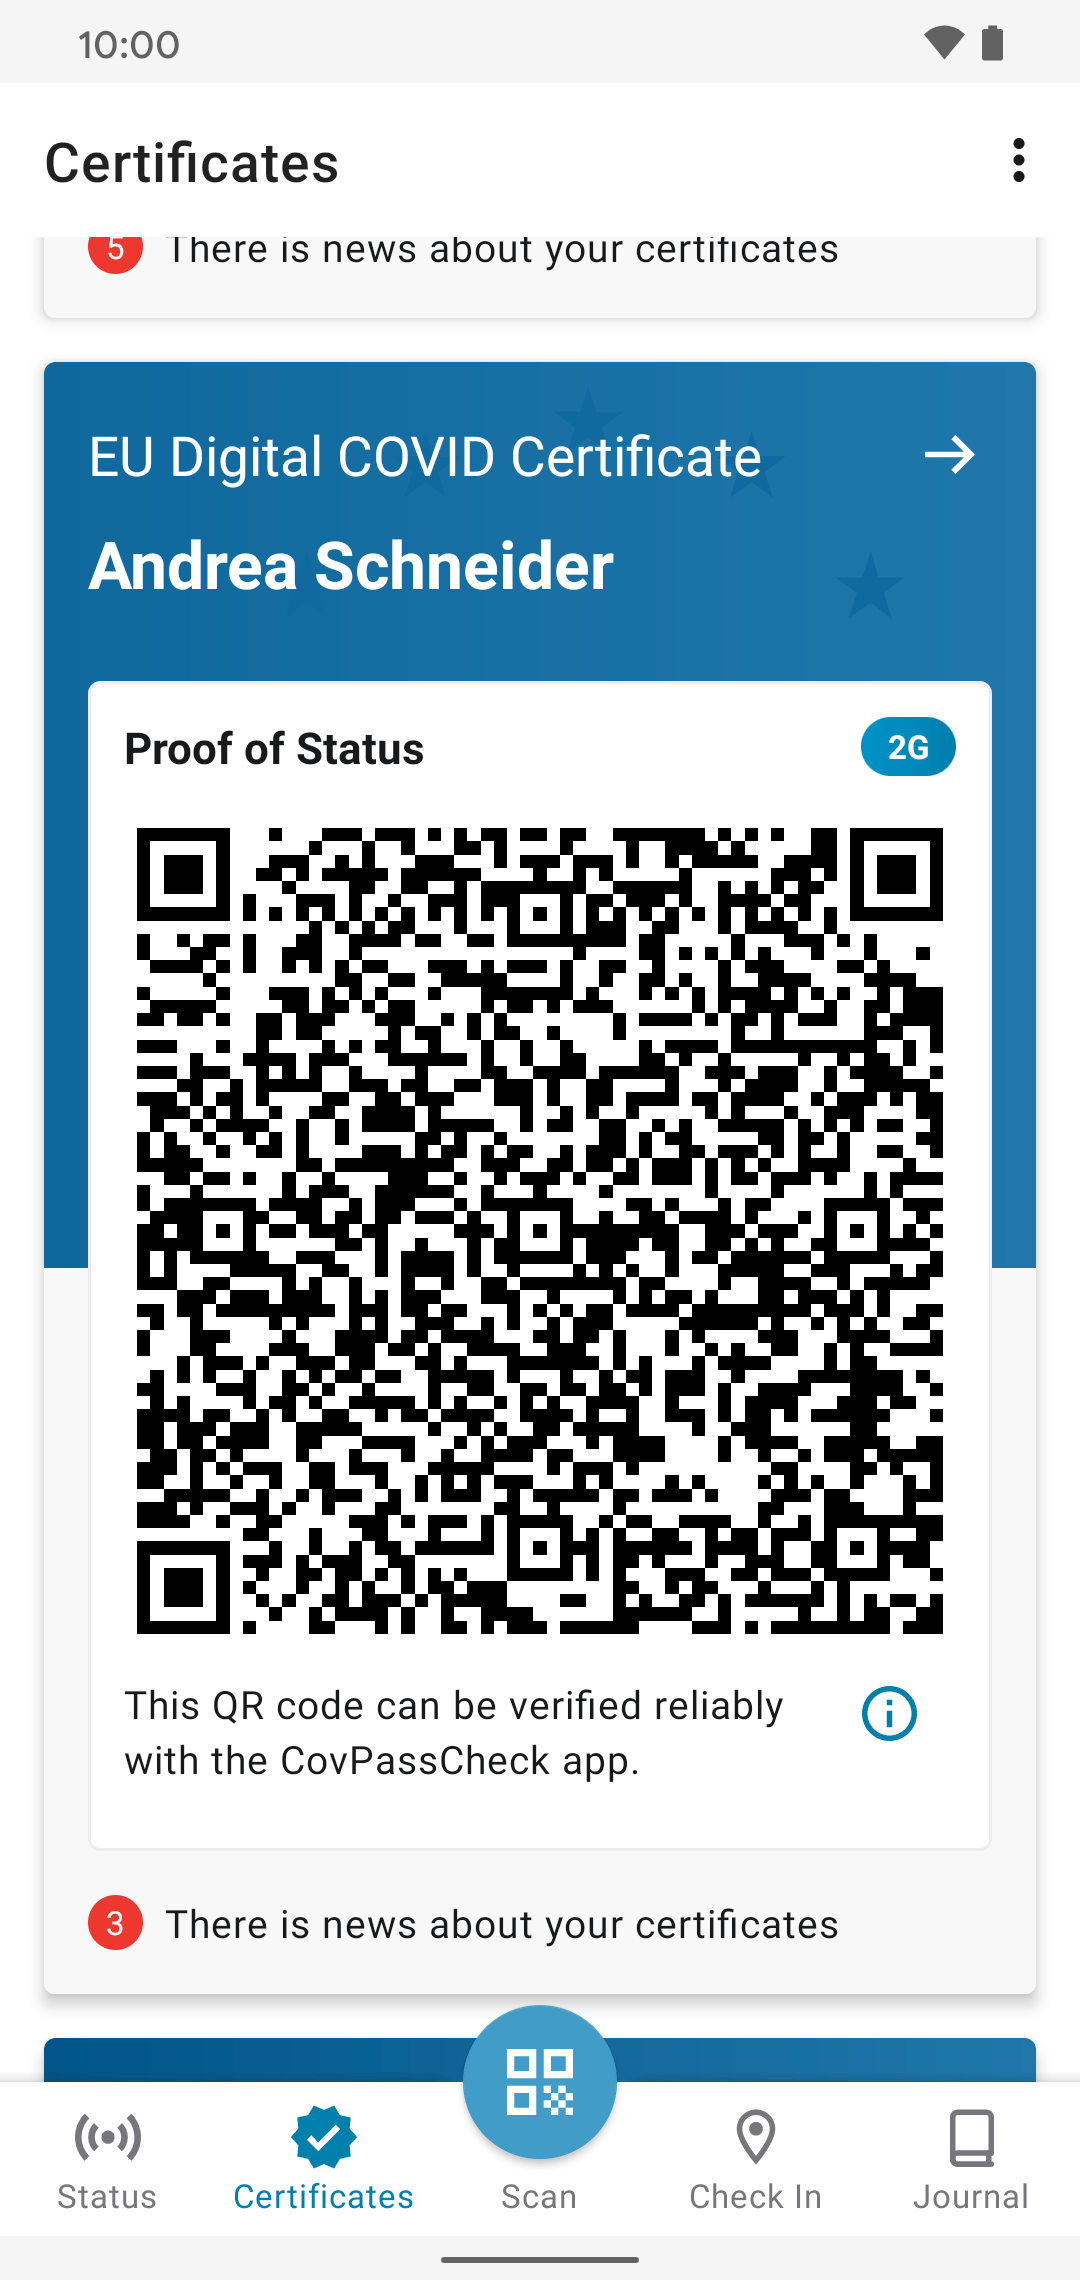 10:00
Certificates
5 There is news about your certificates
EU Digital COVID Certificate
Andrea Schneider
Proof of Status
2G
This QR code can be verified reliably
with the CovPassCheck app.
3 There is news about your certificates
Status
Certificates
Scan
Check In
Journal